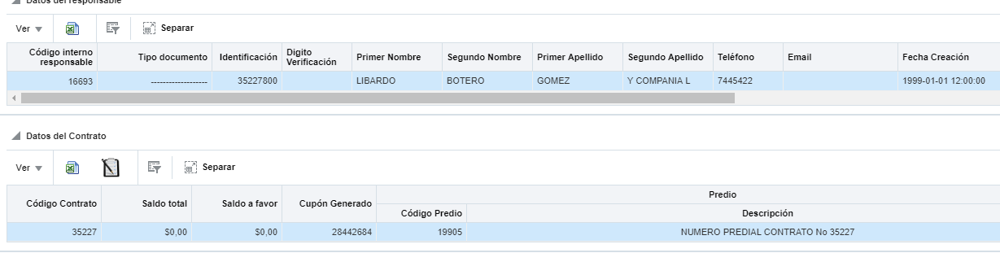 Datos del responsable
Ver Separar
Código interno responsable Tipo documento Identificación Digito Verificación Primer Nombre Segundo Nombre Primer Apellido Segundo Apellido Teléfono Email Fecha Creación
16693 ------------------- 35227800 LIBARDO BOTERO GOMEZ Y COMPANIA L 7445422 1999-01-01 12:00:00
Datos del Contrato
Ver Separar
Predio
Código Contrato Saldo total Saldo a favor Cupón Generado
Código Predio Descripción
35227 $0,00 $0,00 28442684 19905 NUMERO PREDIAL CONTRATO No 35227